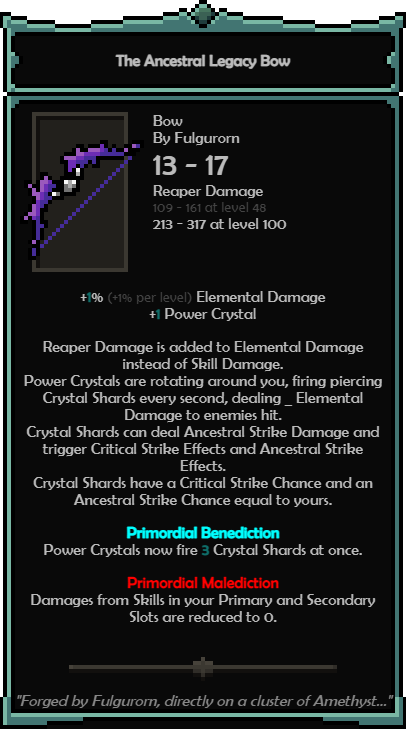 The Ancestral Legacy Bow
Bow
By Fulgurorn
13 - 17
Reaper Damage
109 - 161 at level 48
213 - 317 at level 100
+1% (+1% per level) Elemental Damage
+1 Power Crystal
Reaper Damage is added to Elemental Damage
instead of Skill Damage.
Power Crystals are rotating around you, firing piercing
Crystal Shards every second, dealing _ Elemental
Damage to enemies hit.
Crystal Shards can deal Ancestral Strike Damage and
trigger Critical Strike Effects and Ancestral Strike
Effects.
Crystal Shards have a Critical Strike Chance and an
Ancestral Strike Chance equal to yours.
Primordial Benediction
Power Crystals now fire 3 Crystal Shards at once.
Primordial Malediction
Damages from Skills in your Primary and Secondary
Slots are reduced to 0.
"Forged by Fulgurorn, directly on a cluster of Amethyst..."